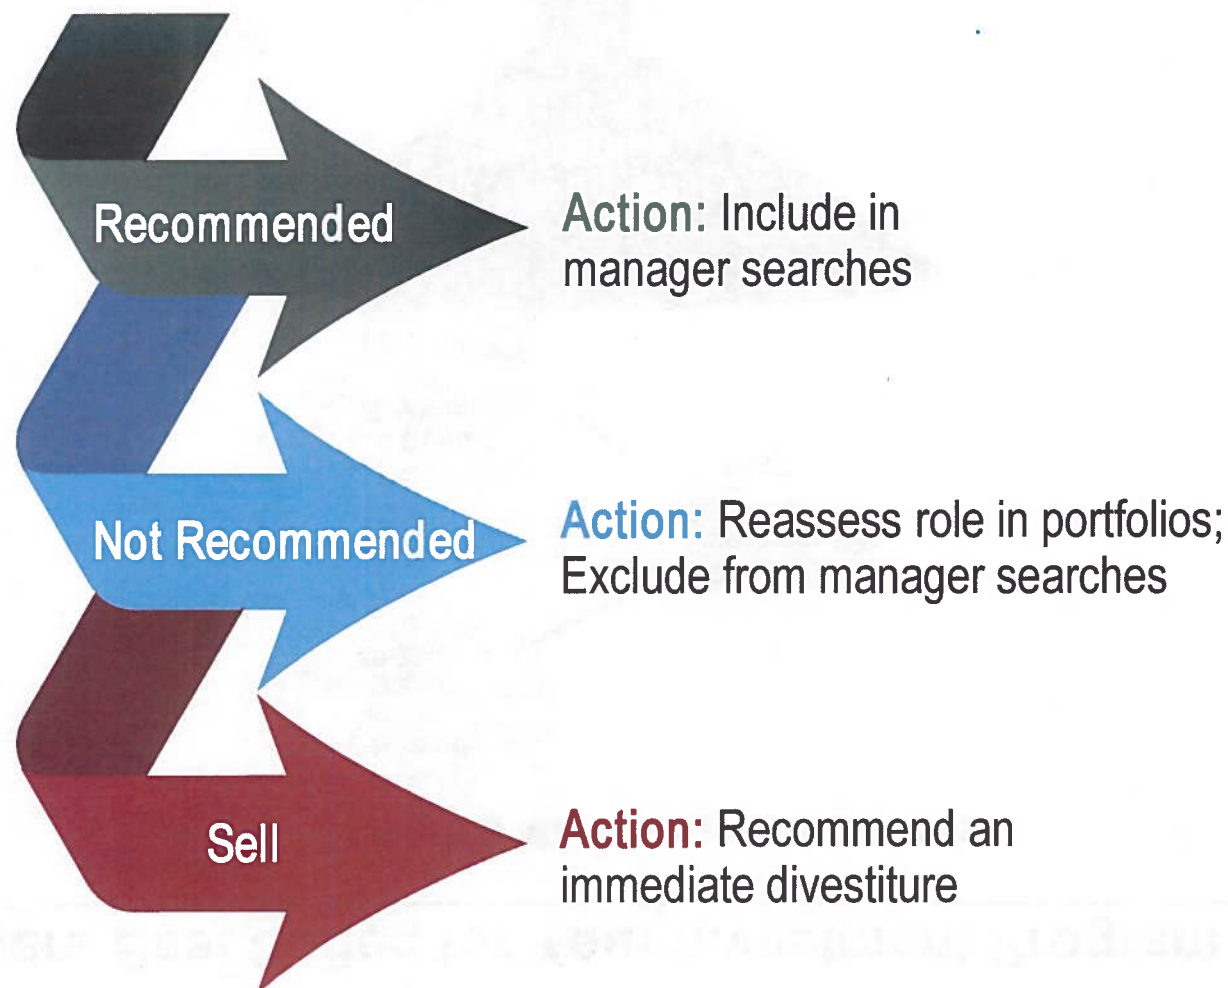 Recommended
Action: Include in
manager searches
Not Recommended
Action: Reassess role in portfolios;
Exclude from manager searches
Sell
Action: Recommend an
immediate divestiture